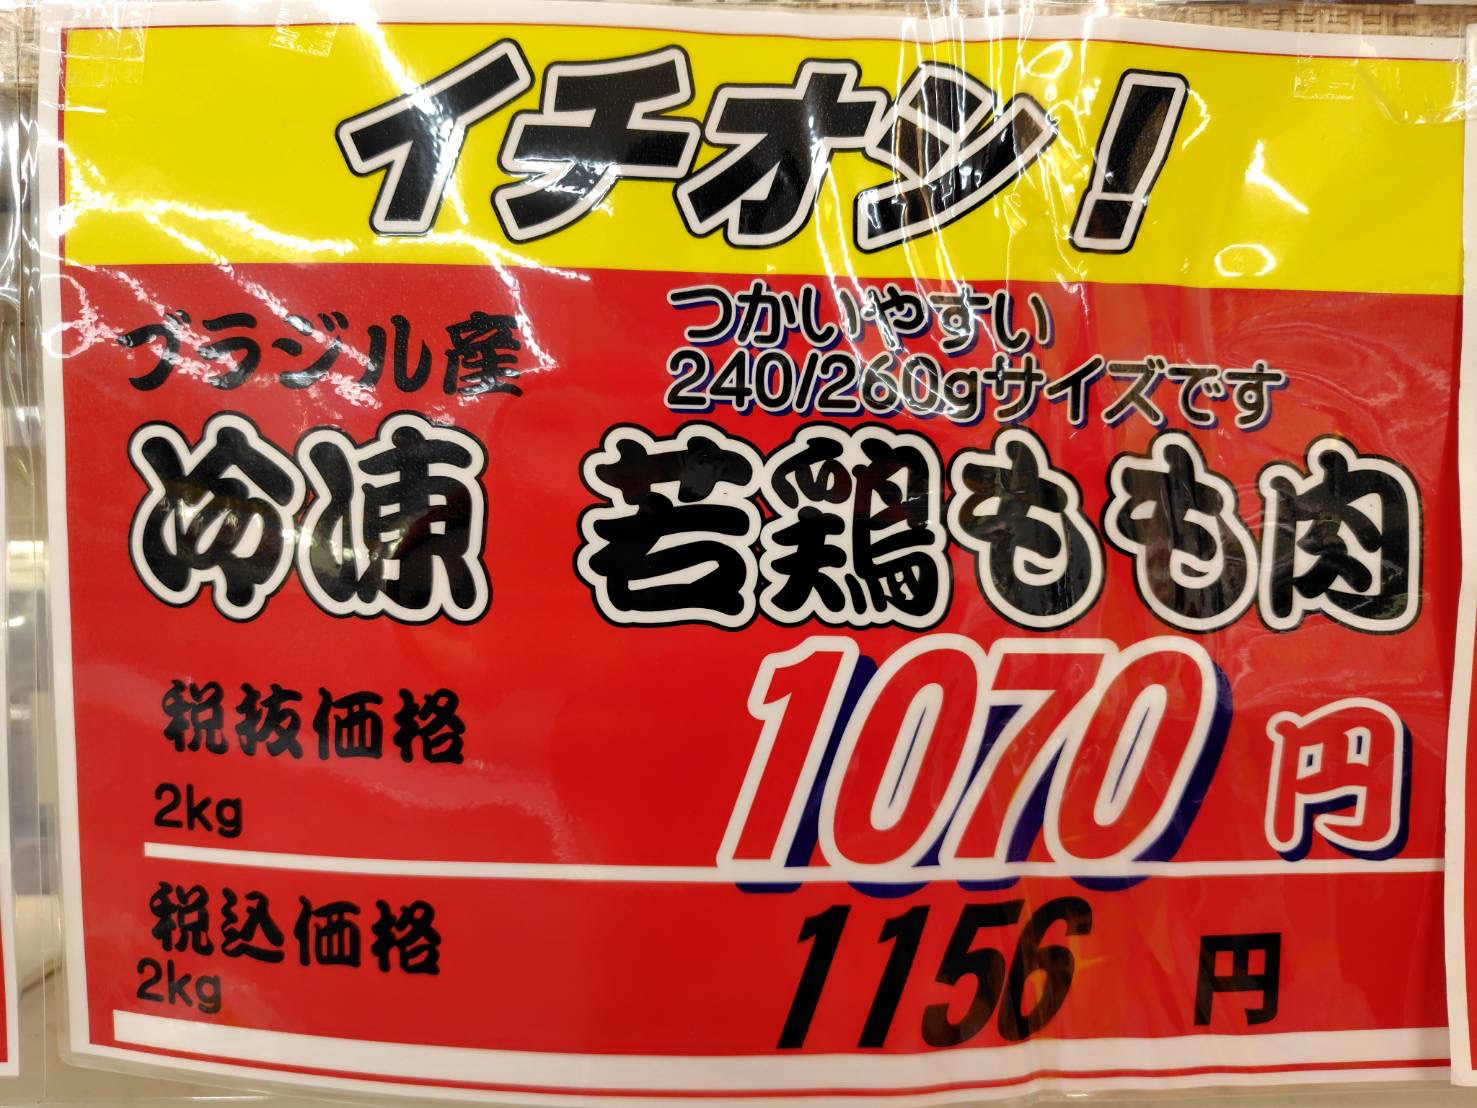 イチオシ!
ブラジル産
つかいやすい
240/260gサイズです
冷凍 若鶏もも肉
税抜価格
2kg
1070円
税込価格
2kg
1156円